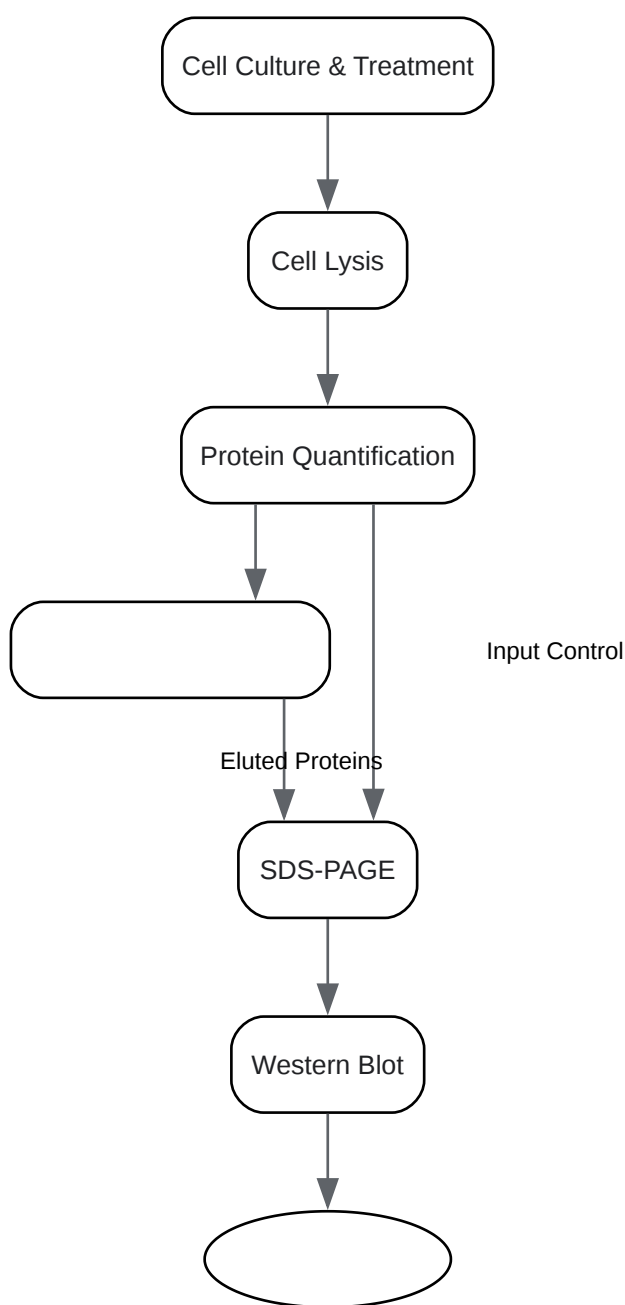 Cell Culture & Treatment
Cell Lysis
Protein Quantification
Input Control
Eluted Proteins
SDS-PAGE
Western Blot